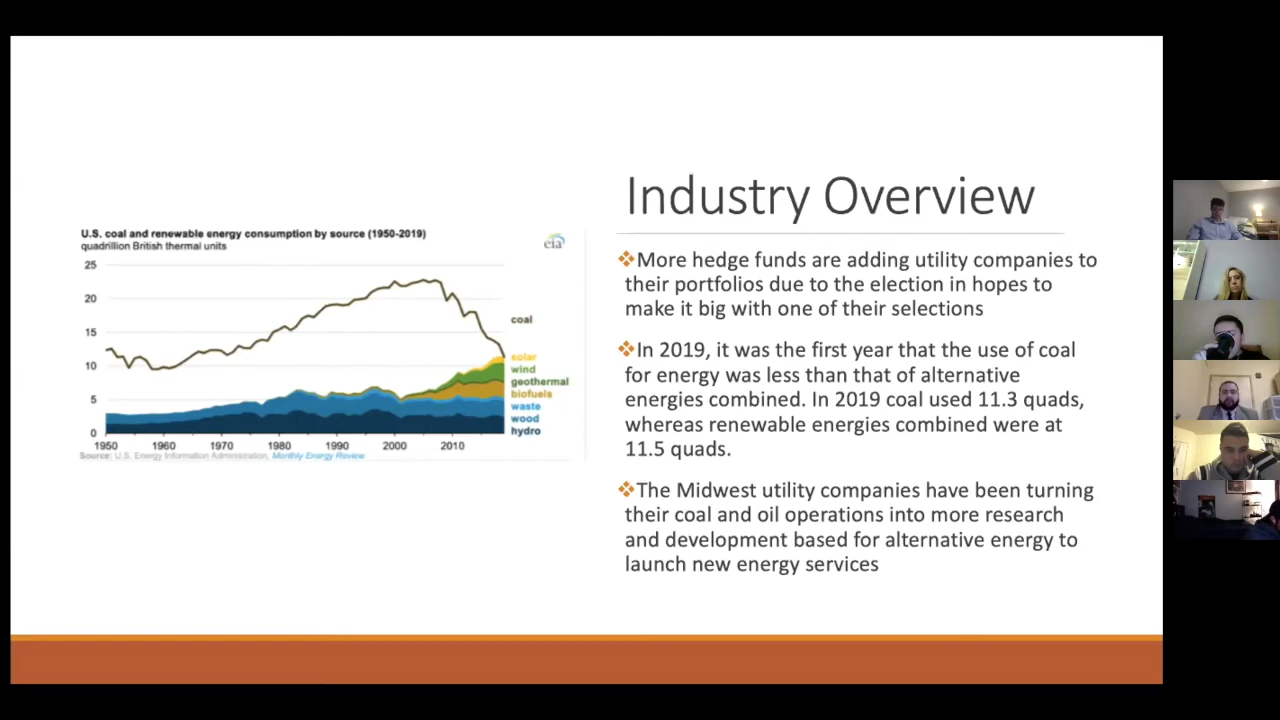 Industry Overview
U.S. coal and renewable energy consumption by source (1950-2019)
quadrillion British thermal units
eia
25
20
15
10
5
0
1950 1960 1970 1980 1990 2000 2010
coal
solar
wind
geothermal
biofuels
waste
wood
hydro
Source: U.S. Energy Information Administration, Monthly Energy Review
❖More hedge funds are adding utility companies to
their portfolios due to the election in hopes to
make it big with one of their selections
❖In 2019, it was the first year that the use of coal
for energy was less than that of alternative
energies combined. In 2019 coal used 11.3 quads,
whereas renewable energies combined were at
11.5 quads.
❖The Midwest utility companies have been turning
their coal and oil operations into more research
and development based for alternative energy to
launch new energy services